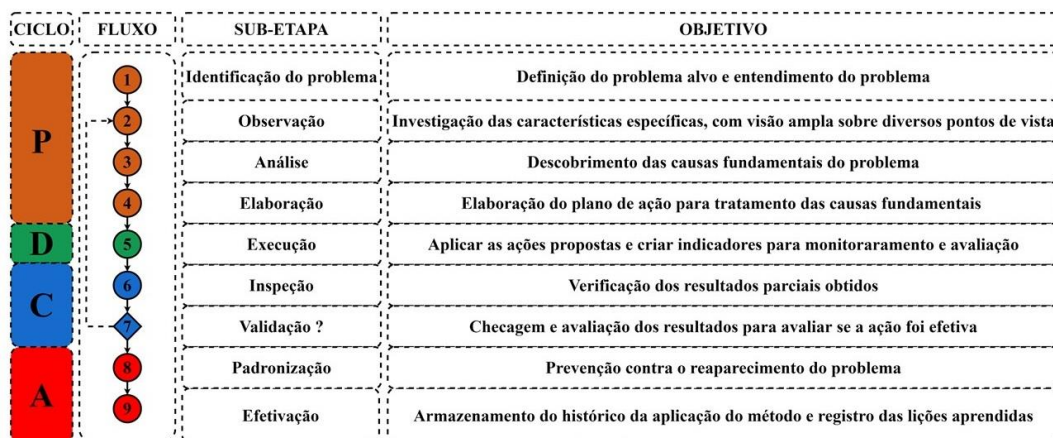 CICLO FLUXO SUB-ETAPA OBJETIVO
P
1 Identificação do problema Definição do problema alvo e entendimento do problema
2 Observação Investigação das características específicas, com visão ampla sobre diversos pontos de vista
3 Análise Descobrimento das causas fundamentais do problema
4 Elaboração Elaboração do plano de ação para tratamento das causas fundamentais
D
5 Execução Aplicar as ações propostas e criar indicadores para monitoraramento e avaliação
C
6 Inspeção Verificação dos resultados parciais obtidos
7 Validação ? Checagem e avaliação dos resultados para avaliar se a ação foi efetiva
A
8 Padronização Prevenção contra o reaparecimento do problema
9 Efetivação Armazenamento do histórico da aplicação do método e registro das lições aprendidas